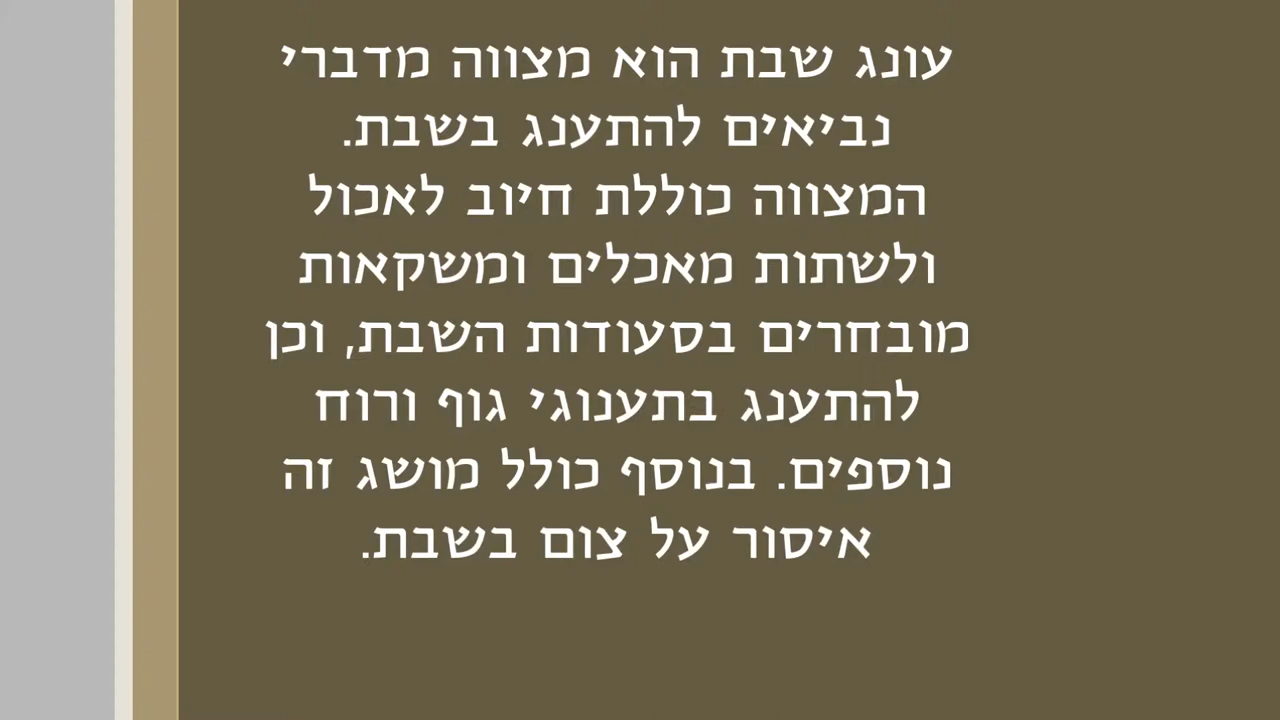 עונג שבת הוא מצווה מדברי
נביאים להתענג בשבת.
המצווה כוללת חיוב לאכול
ולשתות מאכלים ומשקאות
מובחרים בסעודות השבת, וכן
להתענג בתענוגי גוף ורוח
נוספים. בנוסף כולל מושג זה
איסור על צום בשבת.